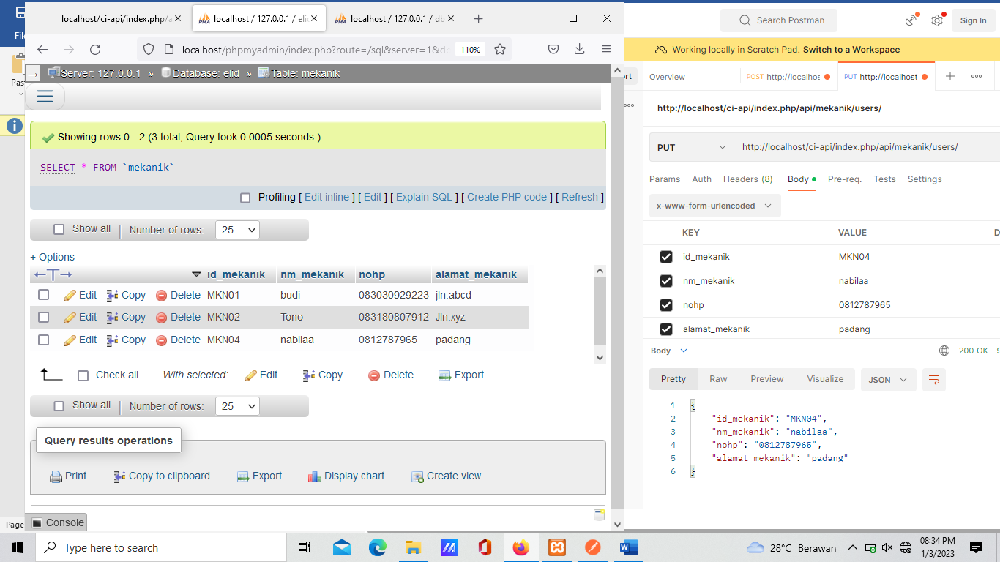 localhost/ci-api/index.php/a
localhost / 127.0.0.1 / eli
localhost / 127.0.0.1 / db
localhost/phpmyadmin/index.php?route=/sql&server=1&db
110%
Fil
Pas
Server: 127.0.0.1 » Database: elid » Table: mekanik
Showing rows 0 - 2 (3 total, Query took 0.0005 seconds.)
SELECT * FROM `mekanik`
Profiling [ Edit inline ] [ Edit ] [ Explain SQL ] [ Create PHP code ] [ Refresh ]
Show all | Number of rows: 25
+ Options
←T→ id_mekanik nm_mekanik nohp alamat_mekanik
Edit Copy Delete MKN01 budi 083030929223 jln.abcd
Edit Copy Delete MKN02 Tono 083180807912 Jln.xyz
Edit Copy Delete MKN04 nabilaa 0812787965 padang
Check all With selected: Edit Copy Delete Export
Show all | Number of rows: 25
Query results operations
Print Copy to clipboard Export Display chart Create view
Page
Console
Search Postman
Sign In
Working locally in Scratch Pad. Switch to a Workspace
ort
Overview
POST http://localhos
PUT http://localhost
http://localhost/ci-api/index.php/api/mekanik/users/
PUT http://localhost/ci-api/index.php/api/mekanik/users/
Params Auth Headers (8) Body Pre-req. Tests Settings
x-www-form-urlencoded
KEY VALUE D
id_mekanik MKN04
nm_mekanik nabilaa
nohp 0812787965
alamat_mekanik padang
Body 200 OK 9
Pretty Raw Preview Visualize JSON
1 {
2 "id_mekanik": "MKN04",
3 "nm_mekanik": "nabilaa",
4 "nohp": "0812787965",
5 "alamat_mekanik": "padang"
6 }
Type here to search
28°C Berawan
08:34 PM
1/3/2023